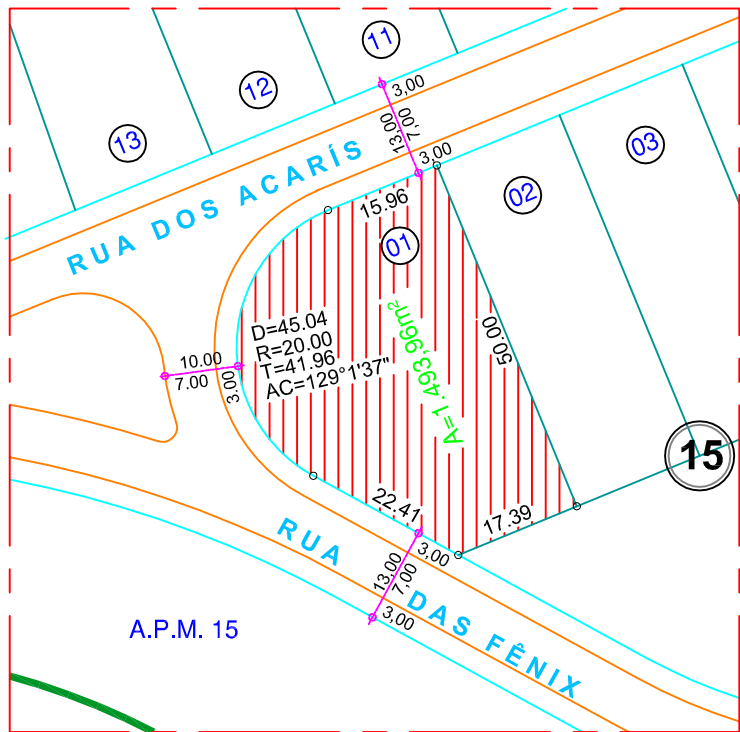 11
3,00
12
13,00
7,00
13
03
3,00
RUA DOS ACARÍS
02
15.96
01
D=45.04
R=20.00
T=41.96
AC=129°1'37"
10.00
7.00
3.00
A=1.493,96m²
50.00
15
22.41
17.39
RUA DAS FÊNIX
3,00
13,00
7,00
3,00
A.P.M. 15